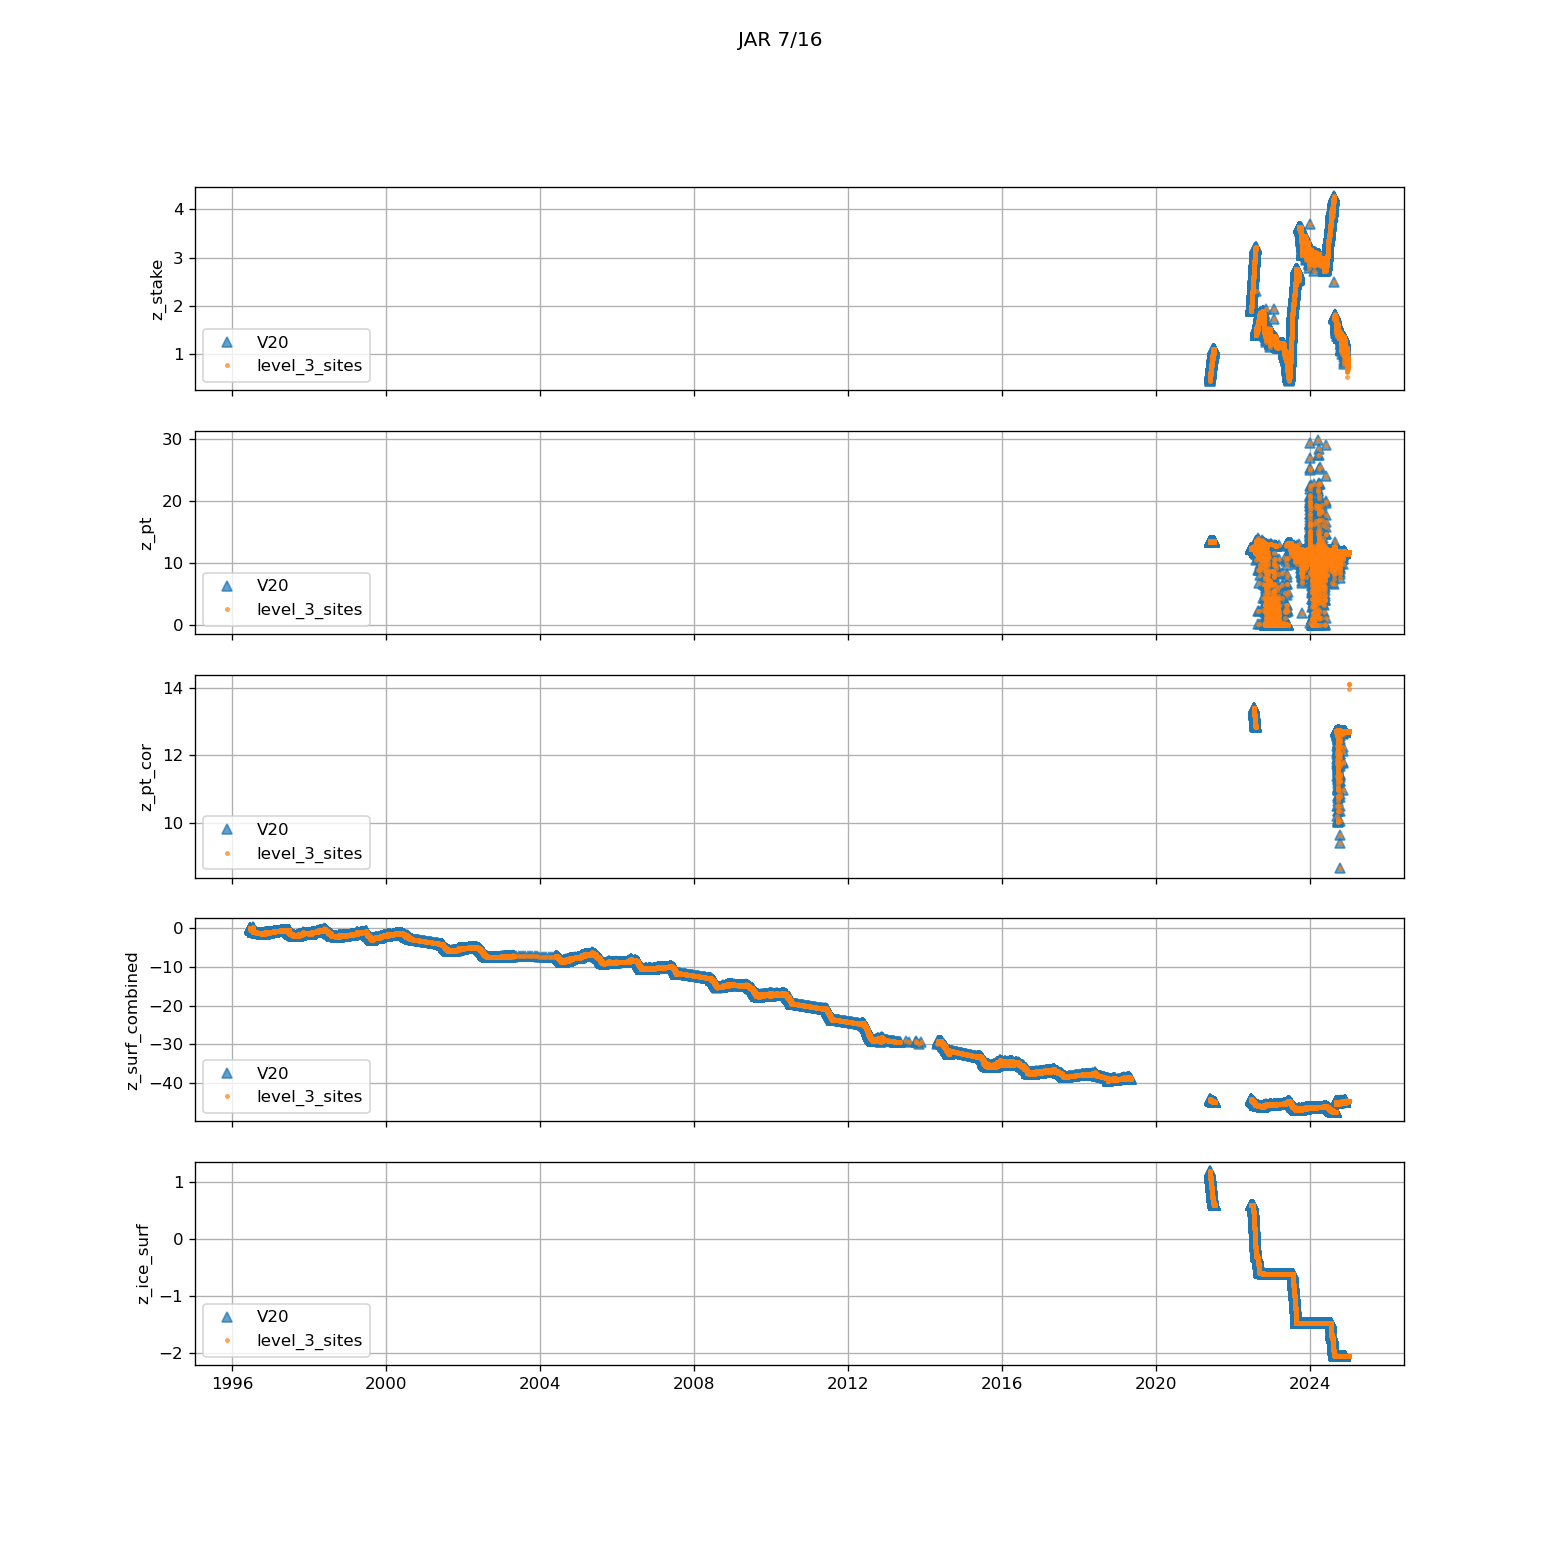 JAR 7/16
4
3
2
1
z_stake
V20
level_3_sites
30
20
10
0
z_pt
V20
level_3_sites
14
12
10
z_pt_cor
V20
level_3_sites
0
−10
−20
−30
−40
z_surf_combined
V20
level_3_sites
1
0
−1
−2
z_ice_surf
V20
level_3_sites
1996 2000 2004 2008 2012 2016 2020 2024